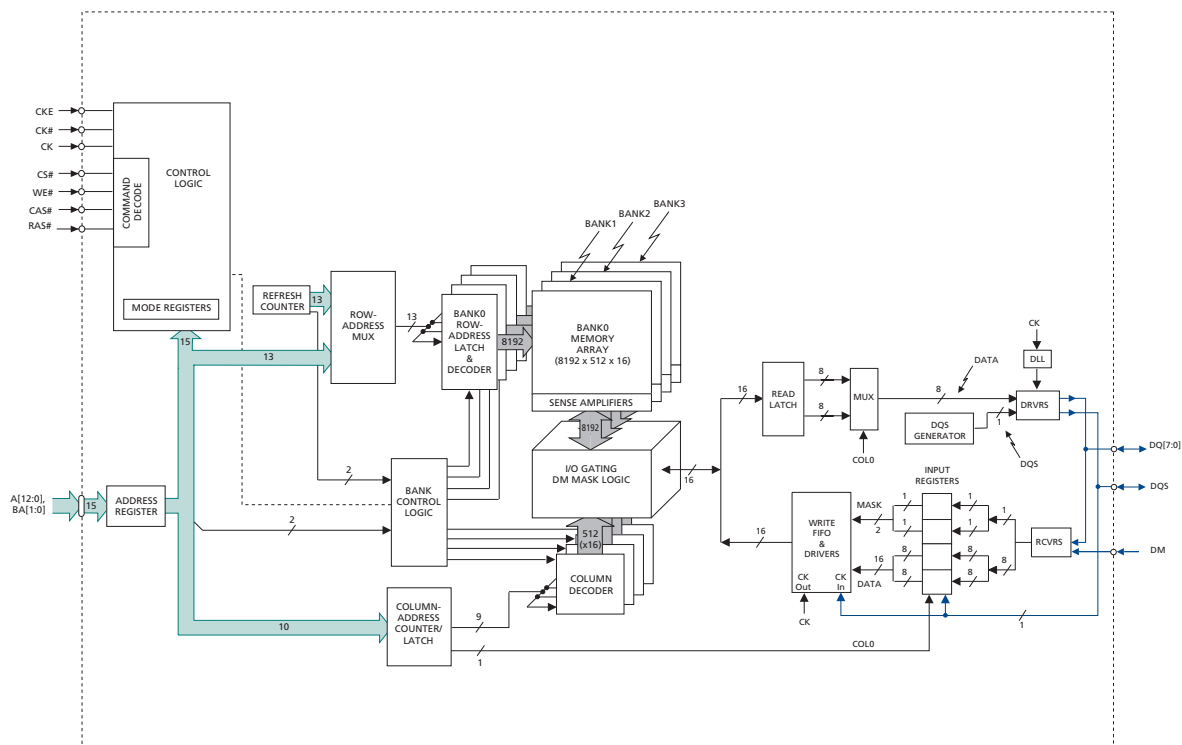 CKE
CK#
CK
CS#
WE#
CAS#
RAS#
COMMAND
DECODE
CONTROL
LOGIC
MODE REGISTERS
15
REFRESH
COUNTER
13
13
ROW-
ADDRESS
MUX
13
BANK0
ROW-
ADDRESS
LATCH
&
DECODER
8192
BANK1
BANK2
BANK3
BANK0
MEMORY
ARRAY
(8192 x 512 x 16)
SENSE AMPLIFIERS
8192
I/O GATING
DM MASK LOGIC
16
A[12:0],
BA[1:0]
15
ADDRESS
REGISTER
2
2
BANK
CONTROL
LOGIC
512
(x16)
COLUMN
DECODER
10
COLUMN-
ADDRESS
COUNTER/
LATCH
9
1
COL0
16
READ
LATCH
8
8
MUX
COL0
8
DATA
DQS
GENERATOR
1
DQS
CK
DLL
DRVRS
DQ[7:0]
DQS
DM
INPUT
REGISTERS
16
WRITE
FIFO
&
DRIVERS
CK
Out
CK
In
CK
MASK
2
16
DATA
1
1
8
8
1
1
8
8
1
8
RCVRS
1